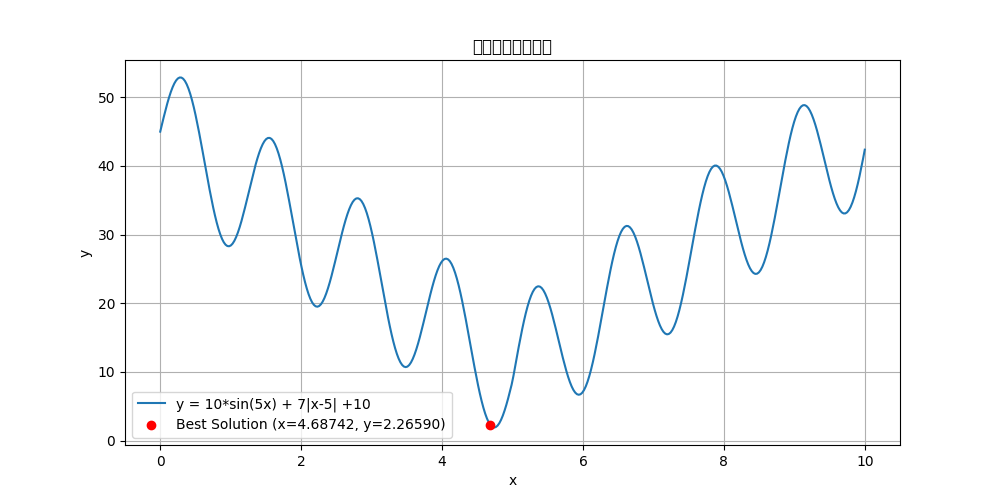 50
40
30
20
10
0
y
y = 10*sin(5x) + 7|x-5| +10
Best Solution (x=4.68742, y=2.26590)
0 2 4 6 8 10
x